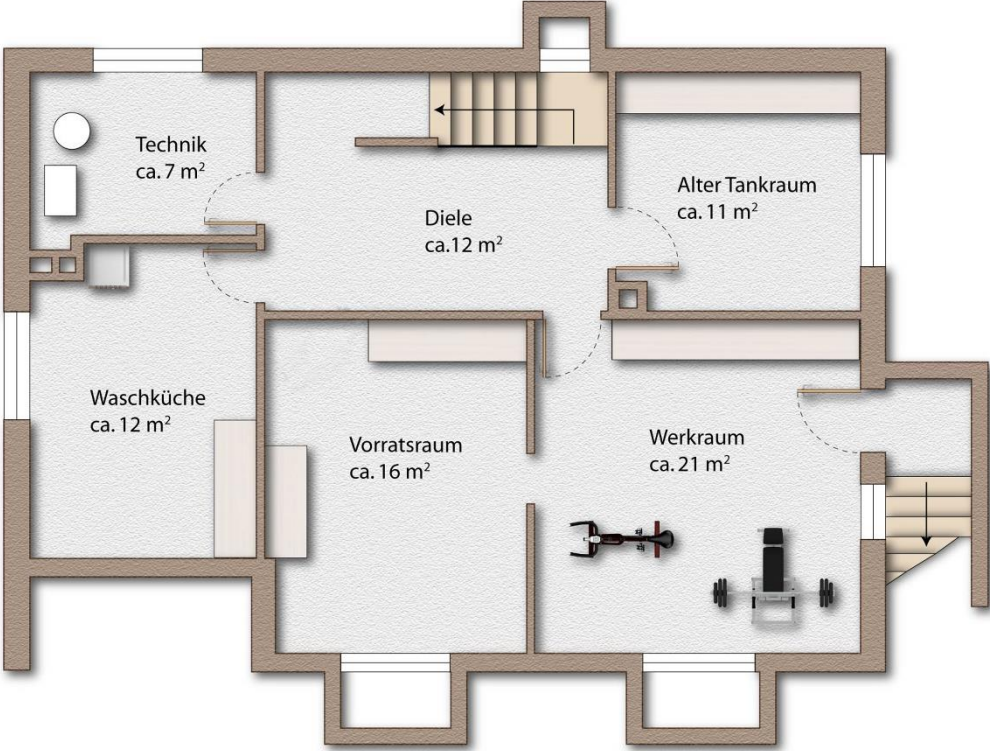 Technik
ca. 7 m²
Diele
ca.12 m²
Alter Tankraum
ca. 11 m²
Waschküche
ca. 12 m²
Vorratsraum
ca. 16 m²
Werkraum
ca. 21 m²